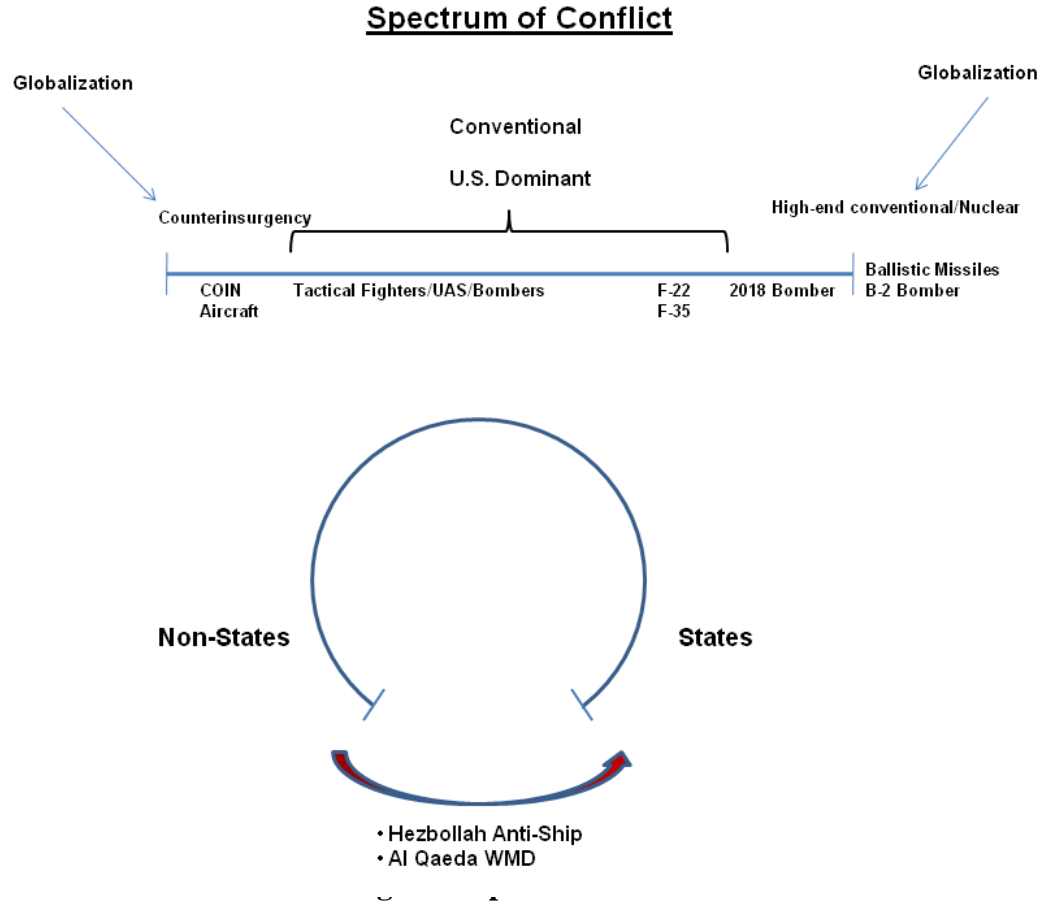 Spectrum of Conflict
Globalization
Globalization
Conventional
U.S. Dominant
Counterinsurgency
High-end conventional/Nuclear
COIN
Aircraft
Tactical Fighters/UAS/Bombers
F-22
F-35
2018 Bomber
Ballistic Missiles
B-2 Bomber
Non-States
States
• Hezbollah Anti-Ship
• Al Qaeda WMD